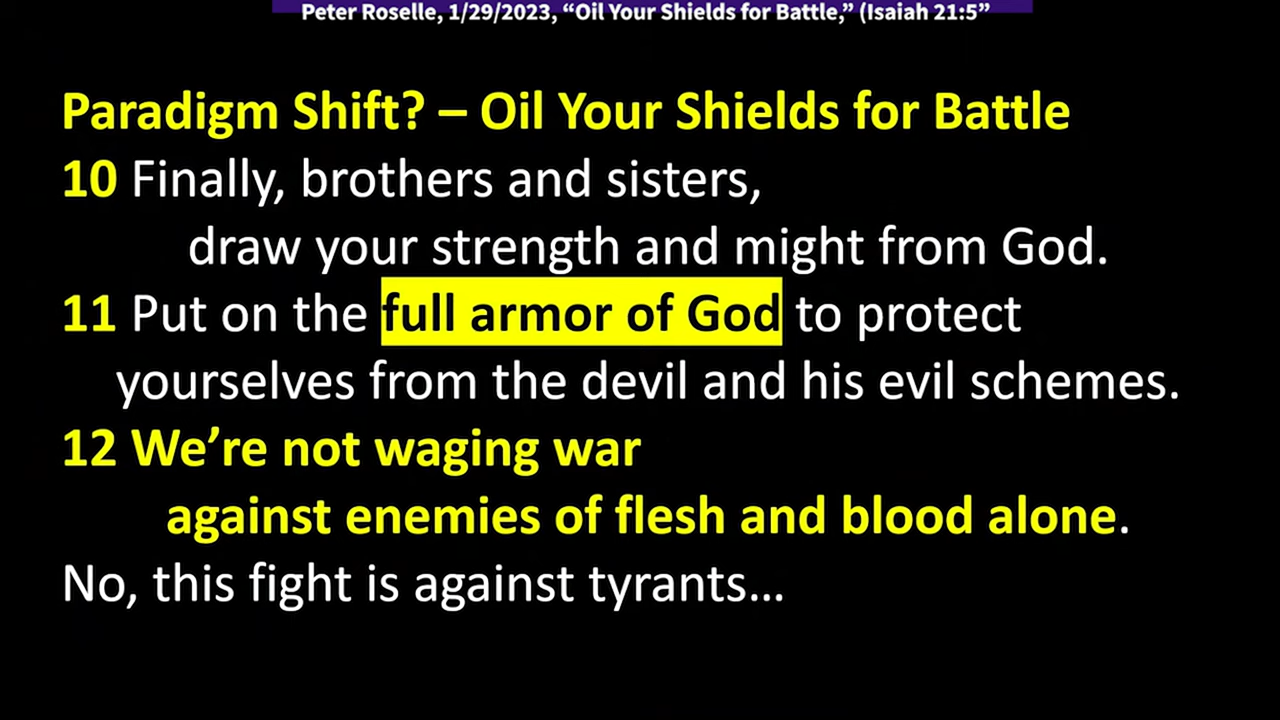 Peter Roselle, 1/29/2023, “Oil Your Shields for Battle,” (Isaiah 21:5”
Paradigm Shift? – Oil Your Shields for Battle
10 Finally, brothers and sisters,
draw your strength and might from God.
11 Put on the full armor of God to protect
yourselves from the devil and his evil schemes.
12 We’re not waging war
against enemies of flesh and blood alone.
No, this fight is against tyrants…